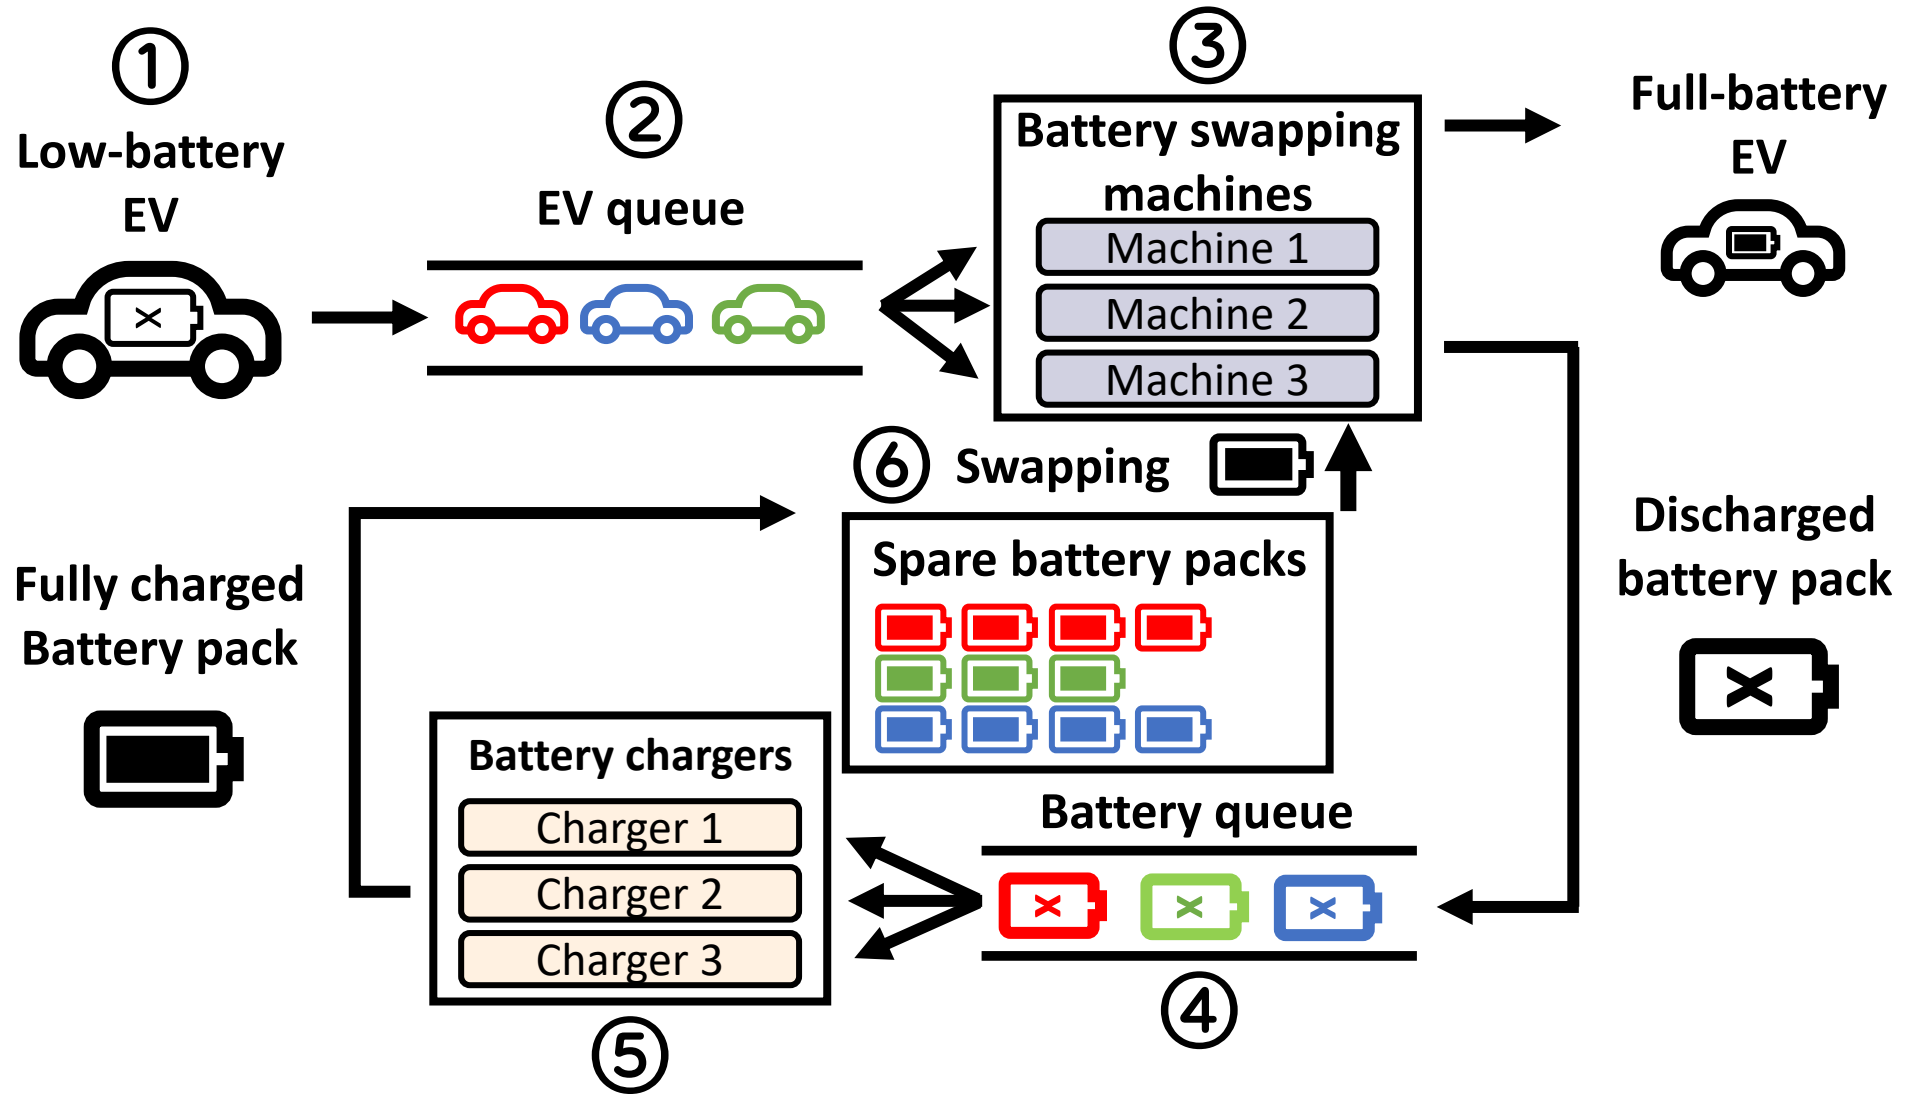 ①
Low-battery
EV
②
EV queue
③
Battery swapping
machines
Machine 1
Machine 2
Machine 3
Full-battery
EV
⑥ Swapping
Spare battery packs
Discharged
battery pack
Fully charged
Battery pack
Battery chargers
Charger 1
Charger 2
Charger 3
⑤
Battery queue
④